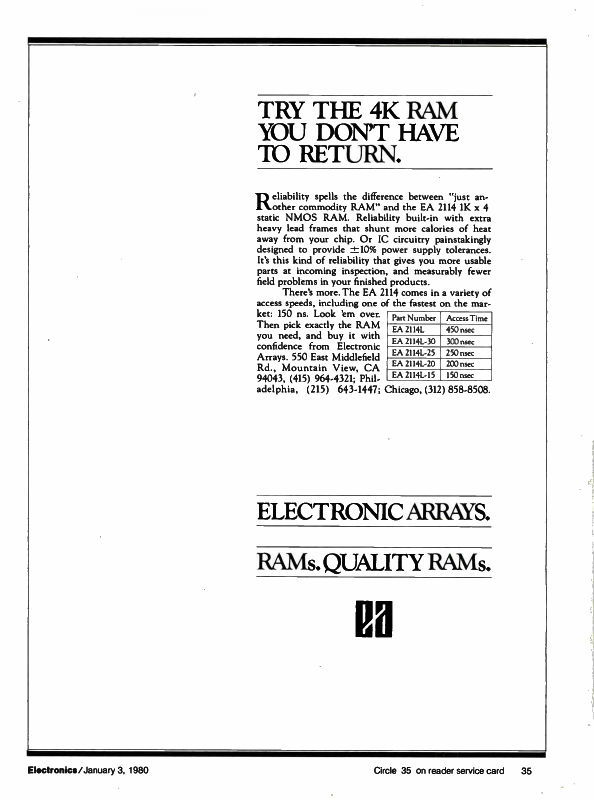 TRY THE 4K RAM
YOU DON'T HAVE
TO RETURN.
Reliability spells the difference between "just an-
other commodity RAM" and the EA 2114 1K x 4
static NMOS RAM. Reliability built-in with extra
heavy lead frames that shunt more calories of heat
away from your chip. Or IC circuitry painstakingly
designed to provide ±10% power supply tolerances.
It's this kind of reliability that gives you more usable
parts at incoming inspection, and measurably fewer
field problems in your finished products.
There's more. The EA 2114 comes in a variety of
access speeds, including one of the fastest on the mar-
ket: 150 ns. Look 'em over.
Then pick exactly the RAM
you need, and buy it with
confidence from Electronic
Arrays. 550 East Middlefield
Rd., Mountain View, CA
94043, (415) 964-4321; Phil-
adelphia, (215) 643-1447; Chicago, (312) 858-8508.
Part Number Access Time
EA 2114L 450 nsec
EA 2114L-30 300 nsec
EA 2114L-25 250 nsec
EA 2114L-20 200 nsec
EA 2114L-15 150 nsec
ELECTRONIC ARRAYS.
RAMs. QUALITY RAMs.
ea
Electronics/January 3, 1980
Circle 35 on reader service card 35